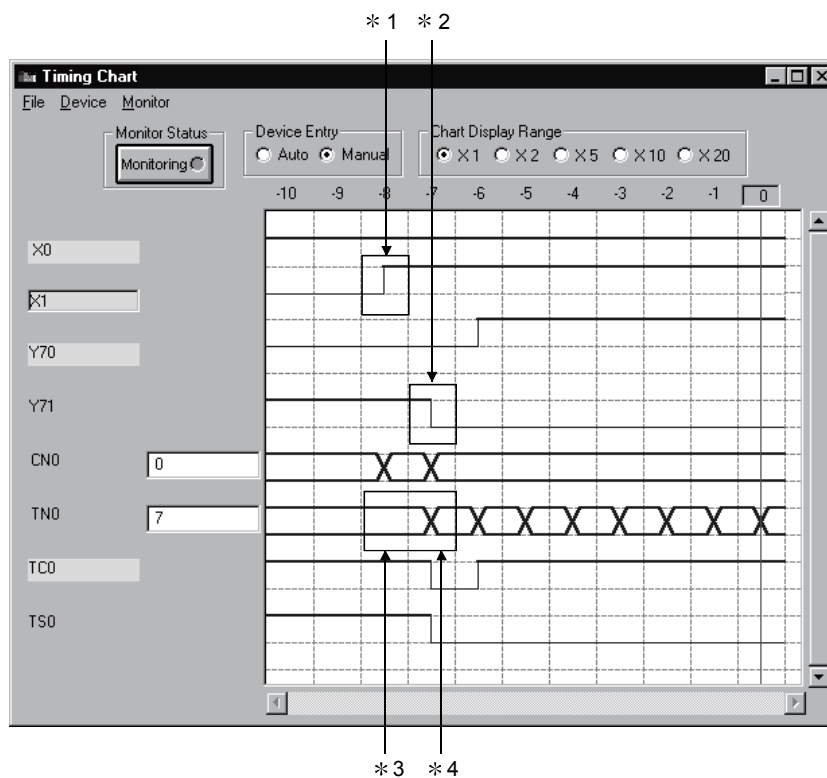 ＊1 ＊2
Timing Chart
File Device Monitor
Monitor Status Device Entry Chart Display Range
Monitoring Auto Manual X1 X2 X5 X10 X20
-10 -9 -8 -7 -6 -5 -4 -3 -2 -1 0
X0
X1
Y70
Y71
CN0 0
TN0 7
TC0
TS0
＊3 ＊4